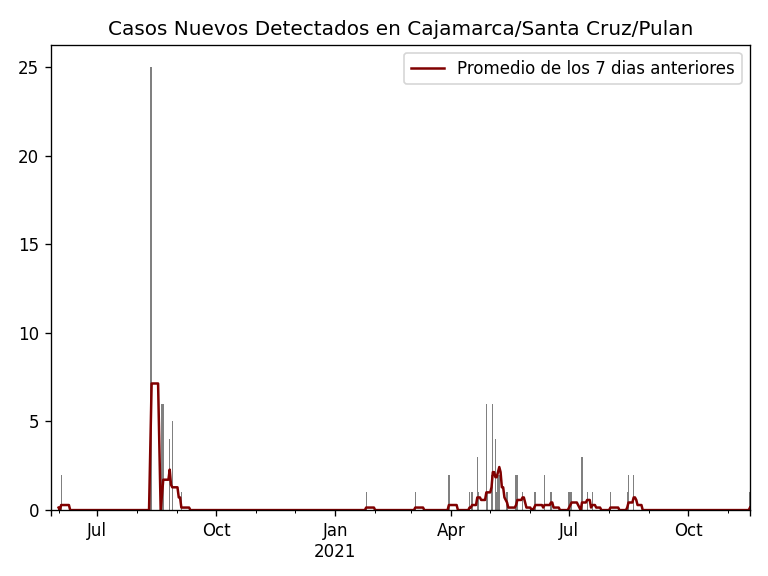 Casos Nuevos Detectados en Cajamarca/Santa Cruz/Pulan
Promedio de los 7 dias anteriores
25
20
15
10
5
0
Jul Oct Jan Apr Jul Oct
2021